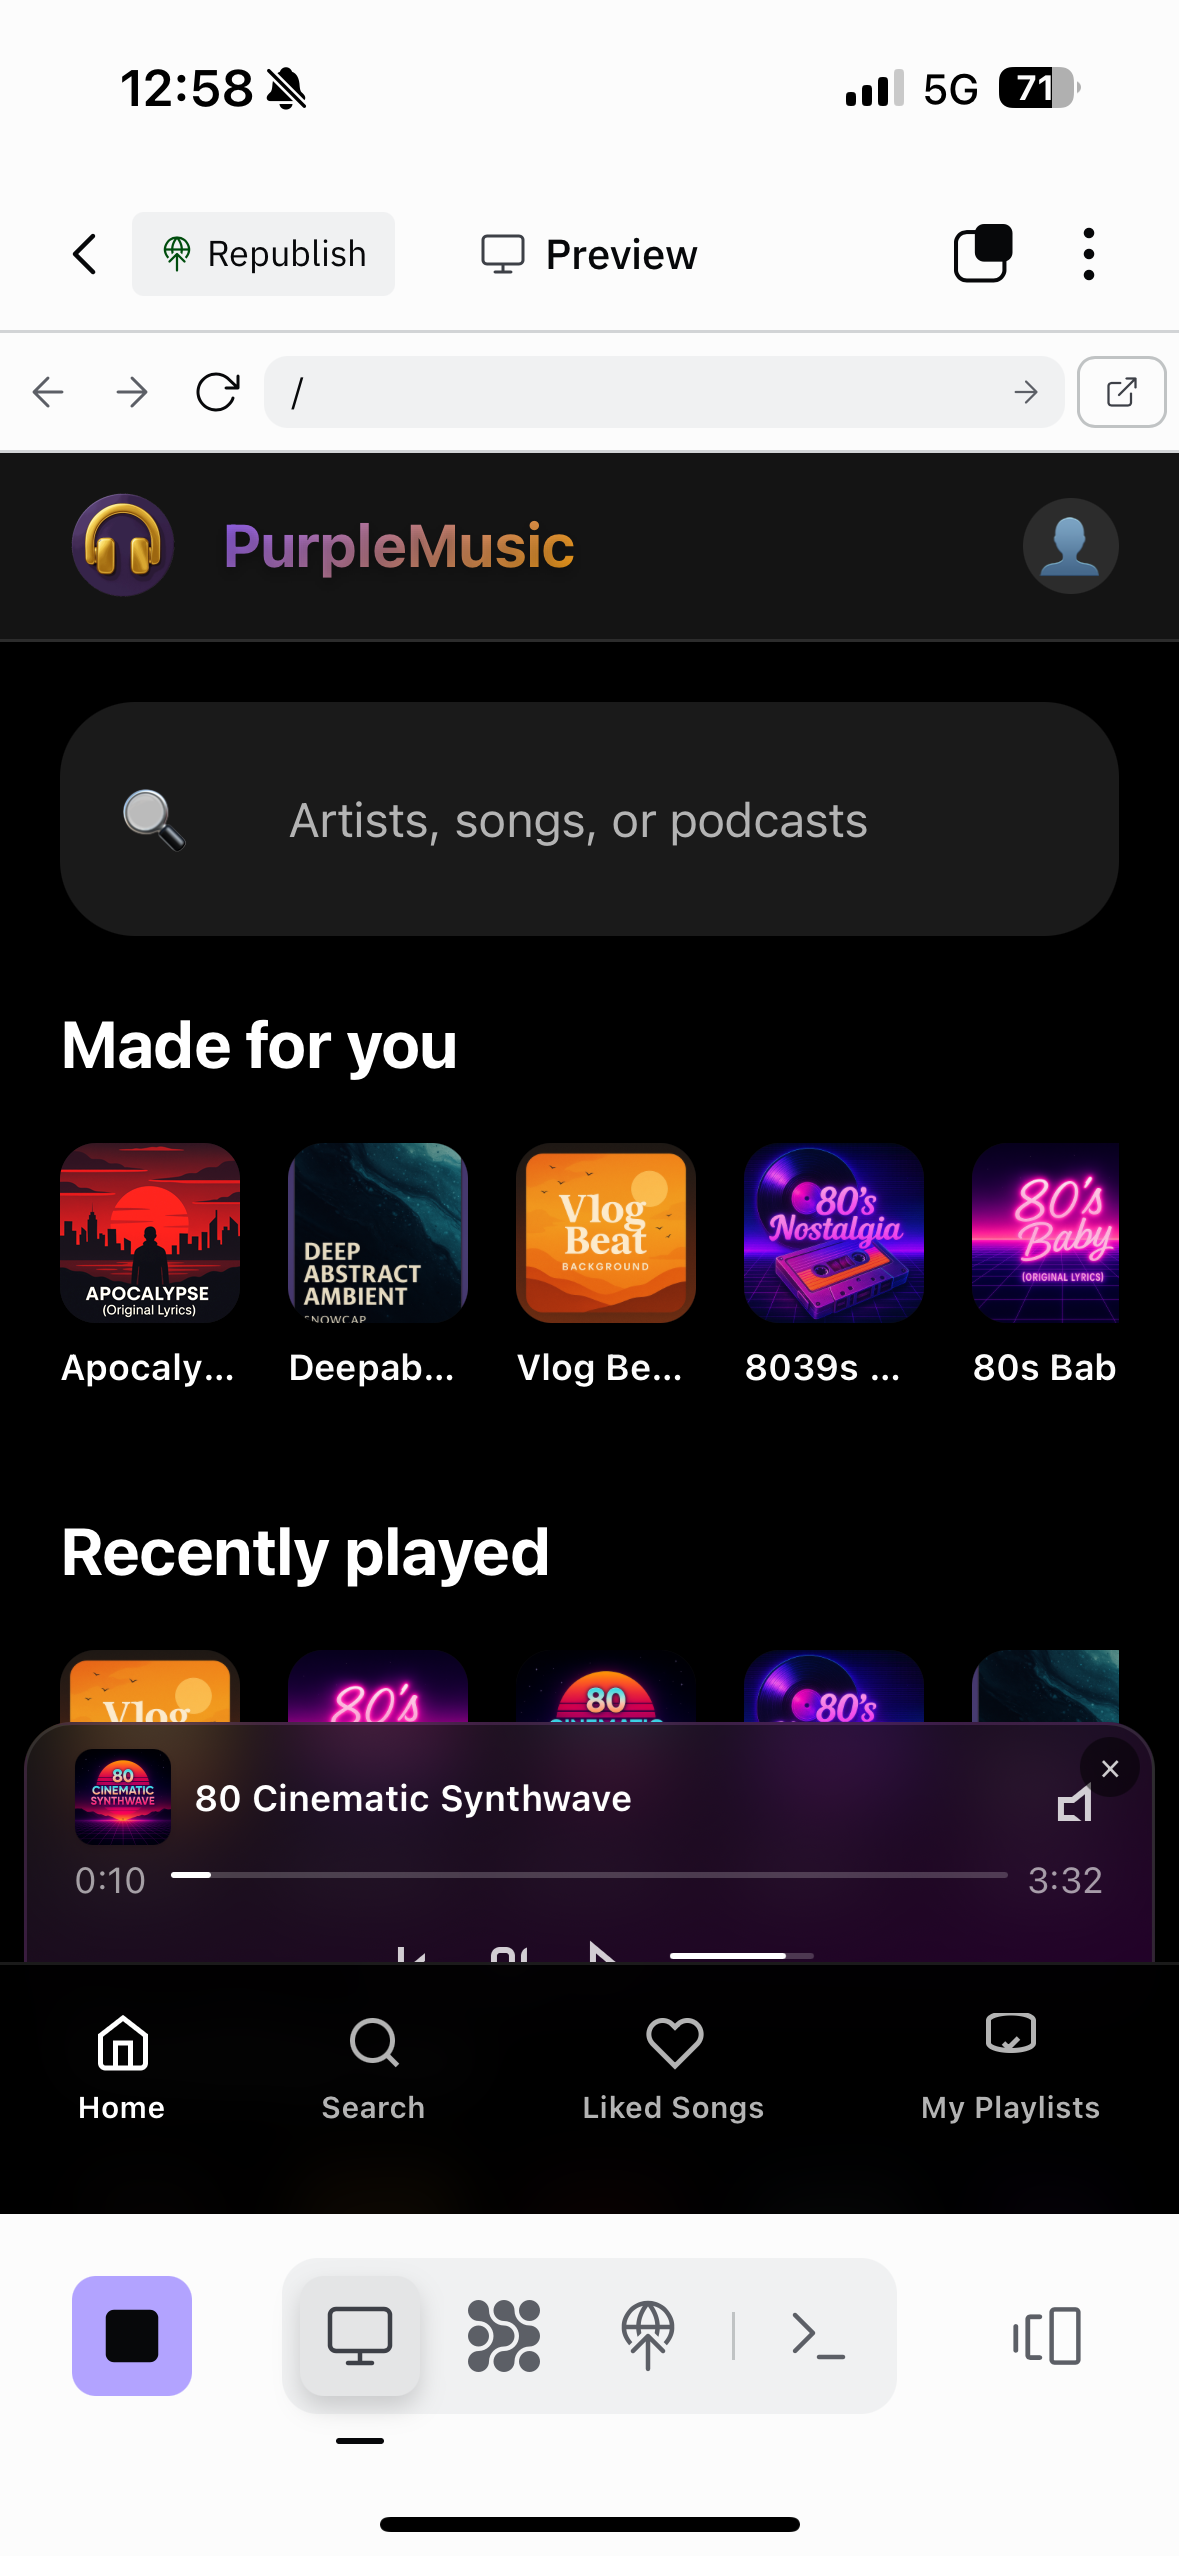 12:58
5G
71
Republish
Preview
/
PurpleMusic
Artists, songs, or podcasts
Made for you
APOCALYPSE
(Original Lyrics)
DEEP
ABSTRACT
AMBIENT
Vlog
Beat
BACKGROUND
80's
Nostalgia
80's
Baby
(ORIGINAL LYRICS)
Apocaly...
Deepab...
Vlog Be...
8039s ...
80s Bab
Recently played
Vlog
80's
80
CINEMATIC
80's
80
CINEMATIC
SYNTHWAVE
80 Cinematic Synthwave
×
0:10
3:32
Home
Search
Liked Songs
My Playlists